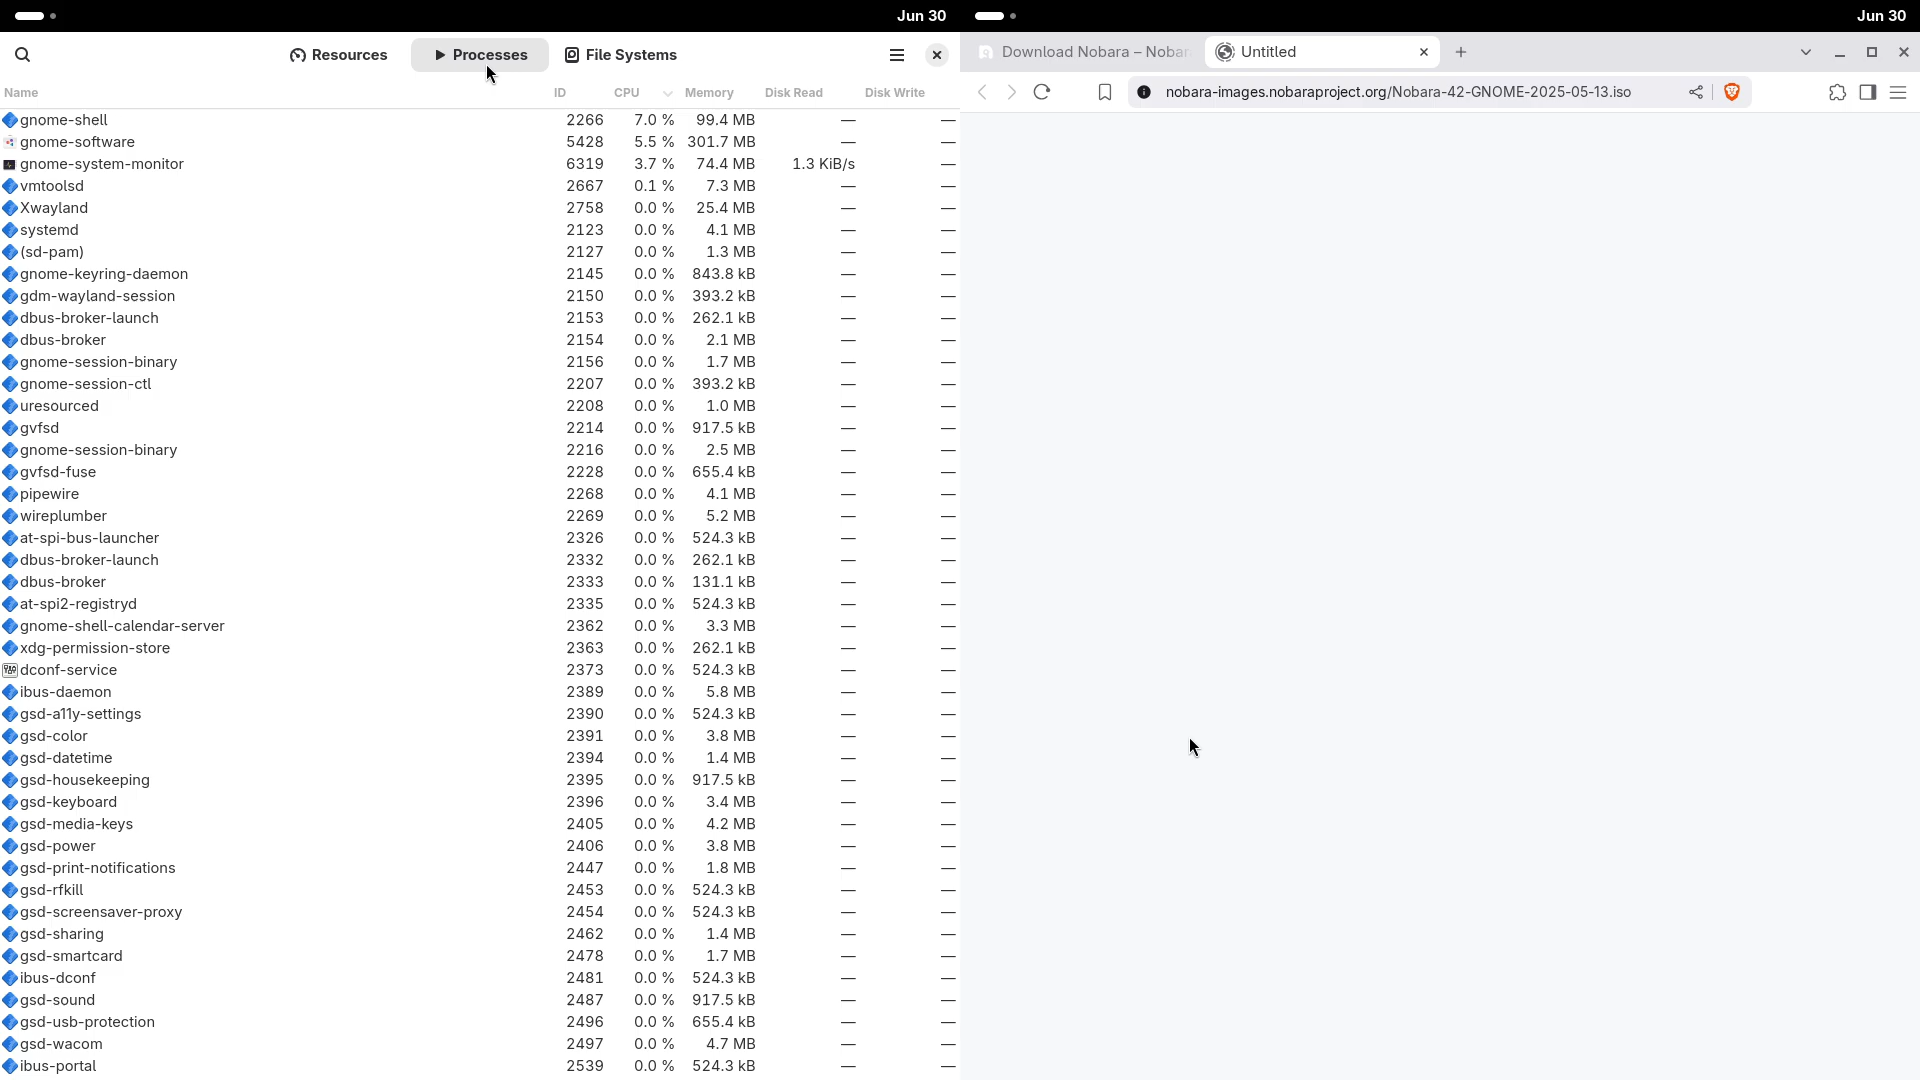 Jun 30
Resources Processes File Systems
Name ID CPU Memory Disk Read Disk Write
gnome-shell 2266 7.0 % 99.4 MB — —
gnome-software 5428 5.5 % 301.7 MB — —
gnome-system-monitor 6319 3.7 % 74.4 MB 1.3 KiB/s —
vmtoolsd 2667 0.1 % 7.3 MB — —
Xwayland 2758 0.0 % 25.4 MB — —
systemd 2123 0.0 % 4.1 MB — —
(sd-pam) 2127 0.0 % 1.3 MB — —
gnome-keyring-daemon 2145 0.0 % 843.8 kB — —
gdm-wayland-session 2150 0.0 % 393.2 kB — —
dbus-broker-launch 2153 0.0 % 262.1 kB — —
dbus-broker 2154 0.0 % 2.1 MB — —
gnome-session-binary 2156 0.0 % 1.7 MB — —
gnome-session-ctl 2207 0.0 % 393.2 kB — —
uresourced 2208 0.0 % 1.0 MB — —
gvfsd 2214 0.0 % 917.5 kB — —
gnome-session-binary 2216 0.0 % 2.5 MB — —
gvfsd-fuse 2228 0.0 % 655.4 kB — —
pipewire 2268 0.0 % 4.1 MB — —
wireplumber 2269 0.0 % 5.2 MB — —
at-spi-bus-launcher 2326 0.0 % 524.3 kB — —
dbus-broker-launch 2332 0.0 % 262.1 kB — —
dbus-broker 2333 0.0 % 131.1 kB — —
at-spi2-registryd 2335 0.0 % 524.3 kB — —
gnome-shell-calendar-server 2362 0.0 % 3.3 MB — —
xdg-permission-store 2363 0.0 % 262.1 kB — —
dconf-service 2373 0.0 % 524.3 kB — —
ibus-daemon 2389 0.0 % 5.8 MB — —
gsd-a11y-settings 2390 0.0 % 524.3 kB — —
gsd-color 2391 0.0 % 3.8 MB — —
gsd-datetime 2394 0.0 % 1.4 MB — —
gsd-housekeeping 2395 0.0 % 917.5 kB — —
gsd-keyboard 2396 0.0 % 3.4 MB — —
gsd-media-keys 2405 0.0 % 4.2 MB — —
gsd-power 2406 0.0 % 3.8 MB — —
gsd-print-notifications 2447 0.0 % 1.8 MB — —
gsd-rfkill 2453 0.0 % 524.3 kB — —
gsd-screensaver-proxy 2454 0.0 % 524.3 kB — —
gsd-sharing 2462 0.0 % 1.4 MB — —
gsd-smartcard 2478 0.0 % 1.7 MB — —
ibus-dconf 2481 0.0 % 524.3 kB — —
gsd-sound 2487 0.0 % 917.5 kB — —
gsd-usb-protection 2496 0.0 % 655.4 kB — —
gsd-wacom 2497 0.0 % 4.7 MB — —
ibus-portal 2539 0.0 % 524.3 kB — —
Jun 30
Download Nobara – Nobar Untitled
nobara-images.nobaraproject.org/Nobara-42-GNOME-2025-05-13.iso